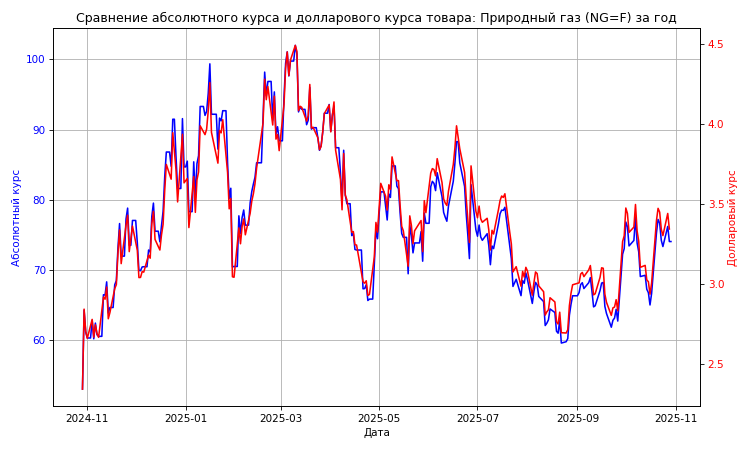 Сравнение абсолютного курса и долларового курса товара: Природный газ (NG=F) за год
100
90
80
70
60
Абсолютный курс
4.5
4.0
3.5
3.0
2.5
Долларовый курс
2024-11 2025-01 2025-03 2025-05 2025-07 2025-09 2025-11
Дата